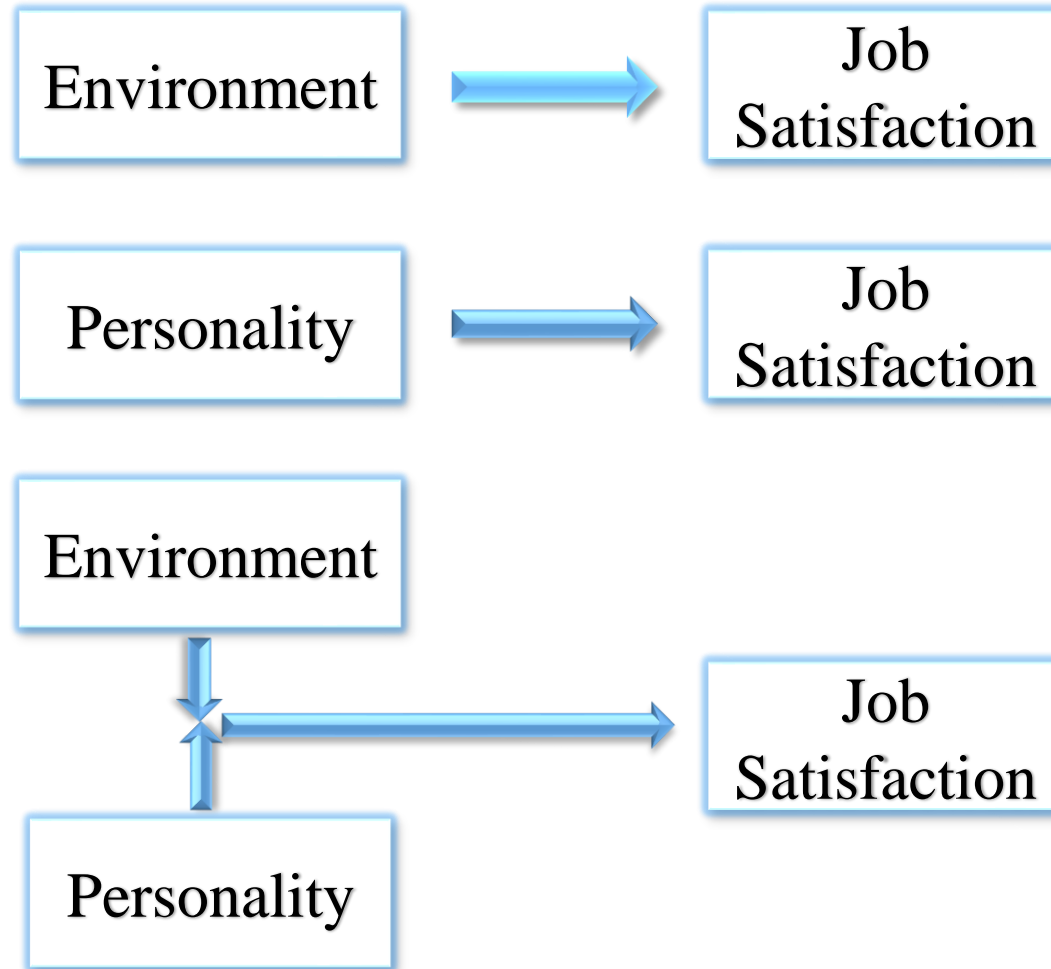 Environment
Job
Satisfaction
Personality
Job
Satisfaction
Environment
Job
Satisfaction
Personality